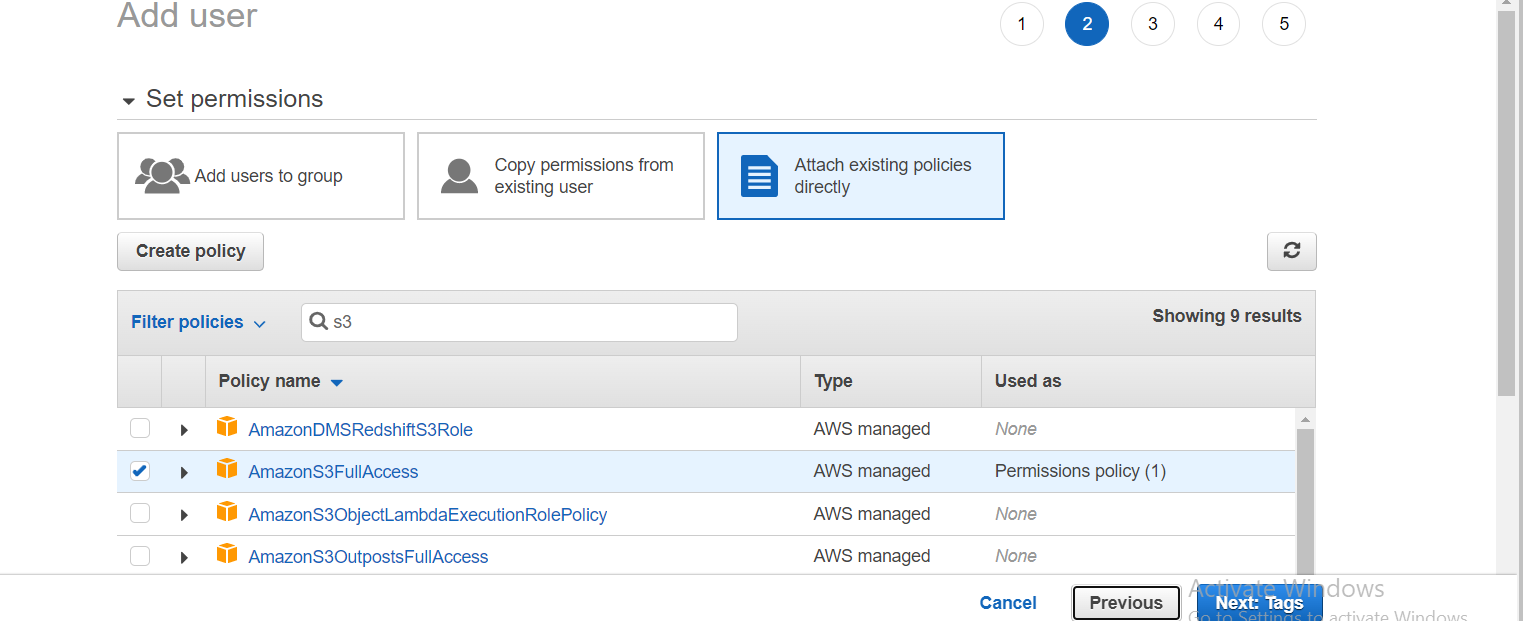 Add user
1 2 3 4 5
Set permissions
Add users to group
Copy permissions from
existing user
Attach existing policies
directly
Create policy
Filter policies
s3
Showing 9 results
Policy name Type Used as
AmazonDMSRedshiftS3Role AWS managed None
AmazonS3FullAccess AWS managed Permissions policy (1)
AmazonS3ObjectLambdaExecutionRolePolicy AWS managed None
AmazonS3OutpostsFullAccess AWS managed None
Cancel Previous Next: Tags
Activate Windows
Go to Settings to activate Windows.